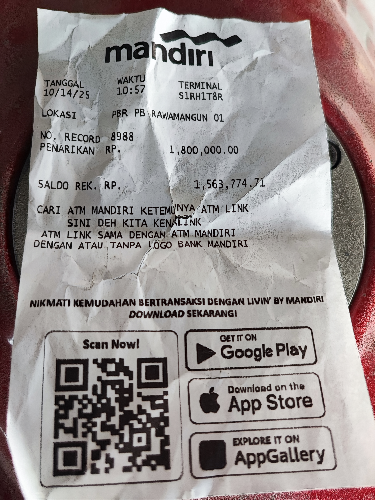 mandiri
TANGGAL WAKTU TERMINAL
10/14/25 10:57 S1RH1T8R
LOKASI PBR PB RAWAMANGUN 01
NO. RECORD 8988
PENARIKAN RP. 1,800,000.00
SALDO REK. RP. 1,563,774.71
CARI ATM MANDIRI KETEMUNYA ATM LINK
SINI DEH KITA KENALINK
ATM LINK SAMA DENGAN ATM MANDIRI
DENGAN ATAU TANPA LOGO BANK MANDIRI
NIKMATI KEMUDAHAN BERTRANSAKSI DENGAN LIVIN' BY MANDIRI
DOWNLOAD SEKARANG!
Scan Now!
GET IT ON
Google Play
Download on the
App Store
EXPLORE IT ON
AppGallery